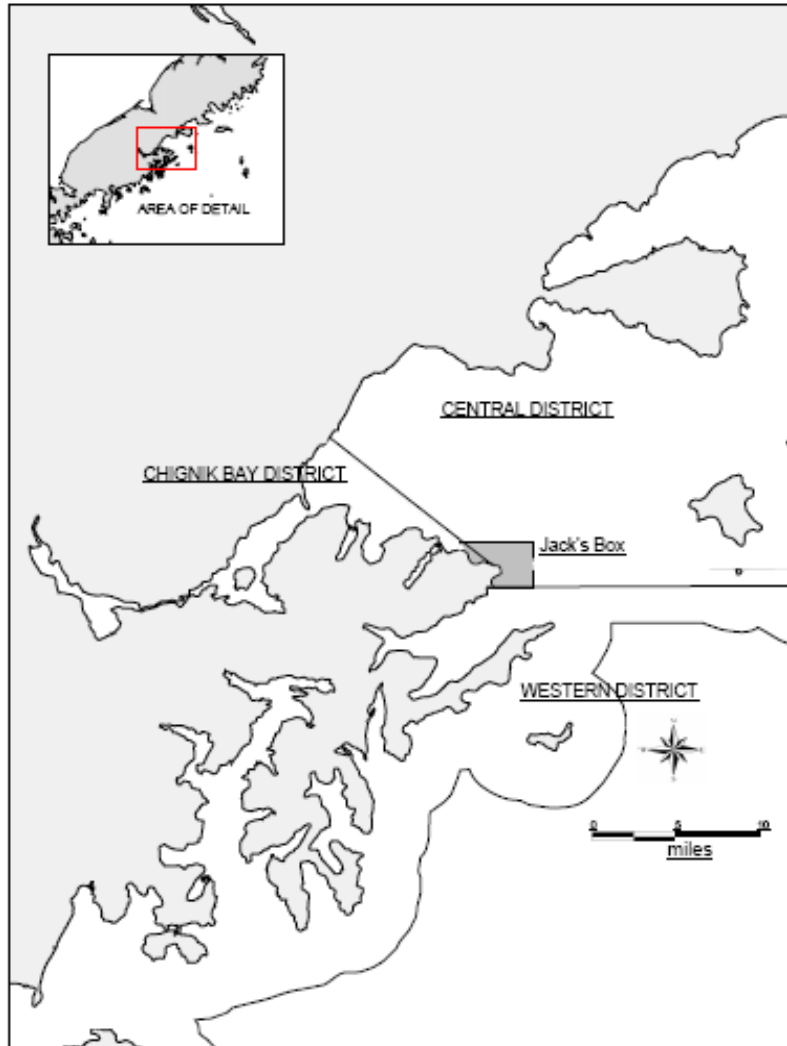 AREA OF DETAIL
CENTRAL DISTRICT
CHIGNIK BAY DISTRICT
Jack's Box
WESTERN DISTRICT
0 5 10
miles